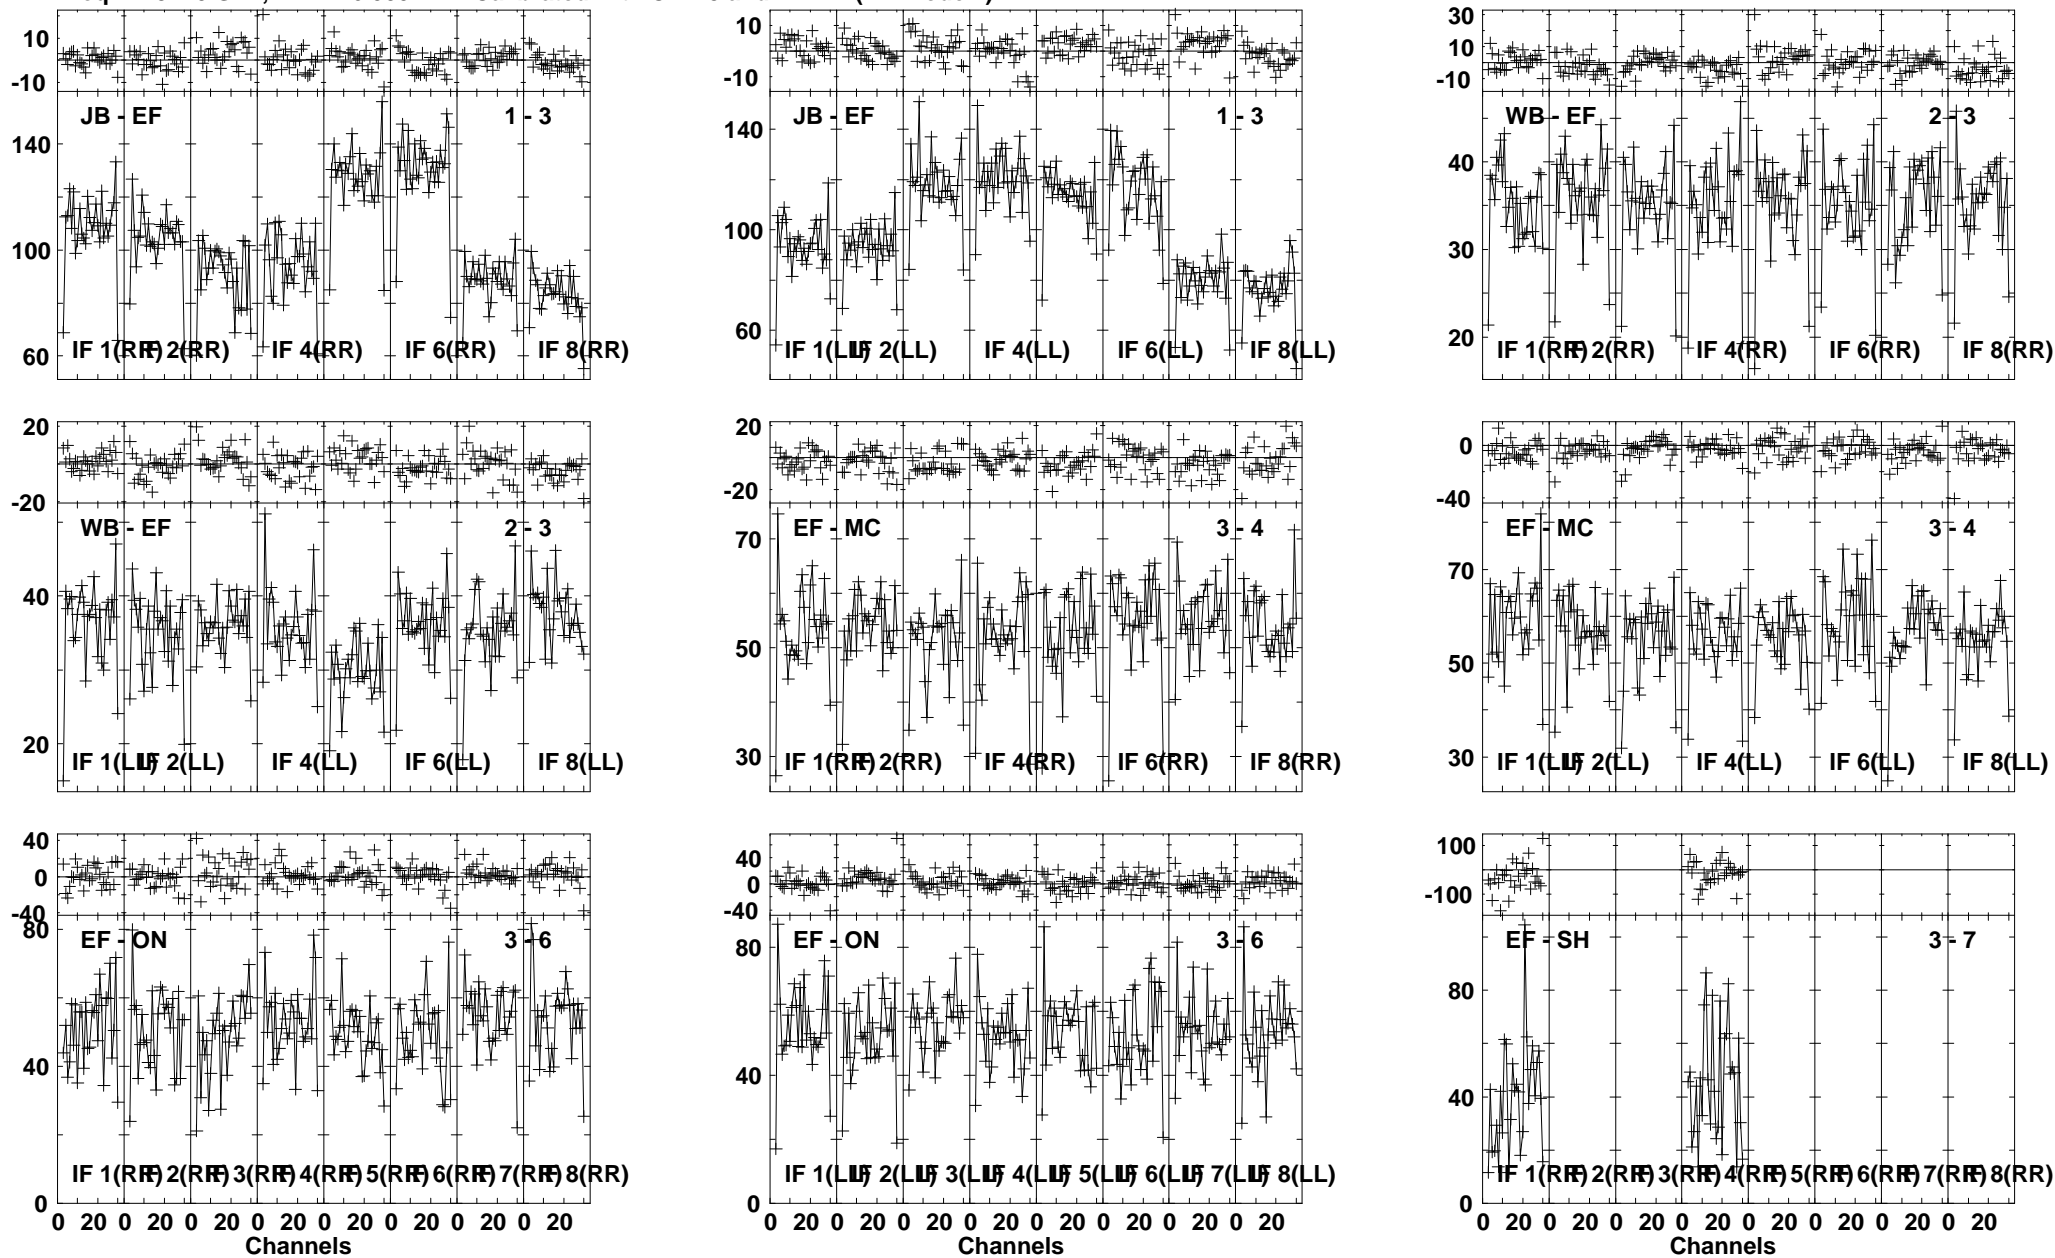 10
-10
JB - EF
1 - 3
140
100
60
IF 1(RR) IF 2(RR) IF 4(RR) IF 6(RR) IF 8(RR)
10
-10
JB - EF
1 - 3
140
100
60
IF 1(LL) IF 2(LL) IF 4(LL) IF 6(LL) IF 8(LL)
30
10
-10
WB - EF
2 - 3
40
30
20
IF 1(RR) IF 2(RR) IF 4(RR) IF 6(RR) IF 8(RR)
20
0
-20
WB - EF
2 - 3
40
20
IF 1(LL) IF 2(LL) IF 4(LL) IF 6(LL) IF 8(LL)
20
-20
EF - MC
3 - 4
70
50
30
IF 1(RR) IF 2(RR) IF 4(RR) IF 6(RR) IF 8(RR)
0
-40
EF - MC
3 - 4
70
50
30
IF 1(LL) IF 2(LL) IF 4(LL) IF 6(LL) IF 8(LL)
40
0
-40
80
EF - ON
3 - 6
40
0
IF 1(RR) IF 2(RR) IF 3(RR) IF 4(RR) IF 5(RR) IF 6(RR) IF 7(RR) IF 8(RR)
0 20 0 20 0 20 0 20 0 20 0 20 0 20 0 20
Channels
40
0
-40
EF - ON
3 - 6
80
40
0
IF 1(LL) IF 2(LL) IF 3(LL) IF 4(LL) IF 5(LL) IF 6(LL) IF 7(LL) IF 8(LL)
0 20 0 20 0 20 0 20 0 20 0 20 0 20 0 20
Channels
100
-100
EF - SH
3 - 7
80
40
0
IF 1(RR) IF 2(RR) IF 3(RR) IF 4(RR) IF 5(RR) IF 6(RR) IF 7(RR) IF 8(RR)
0 20 0 20 0 20 0 20 0 20 0 20 0 20 0 20
Channels